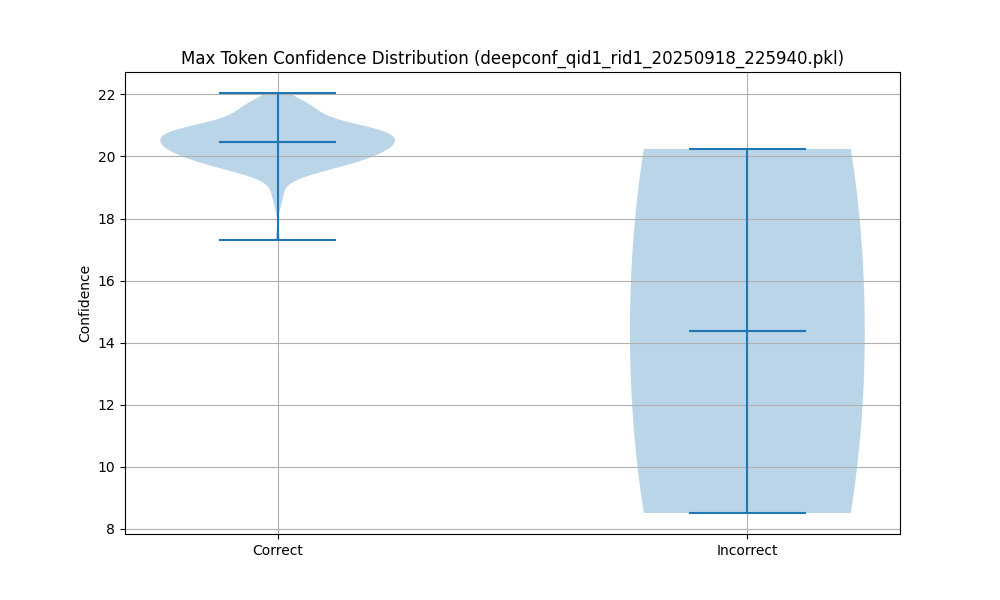 Max Token Confidence Distribution (deepconf_qid1_rid1_20250918_225940.pkl)
22
20
18
16
14
12
10
8
Confidence
Correct
Incorrect